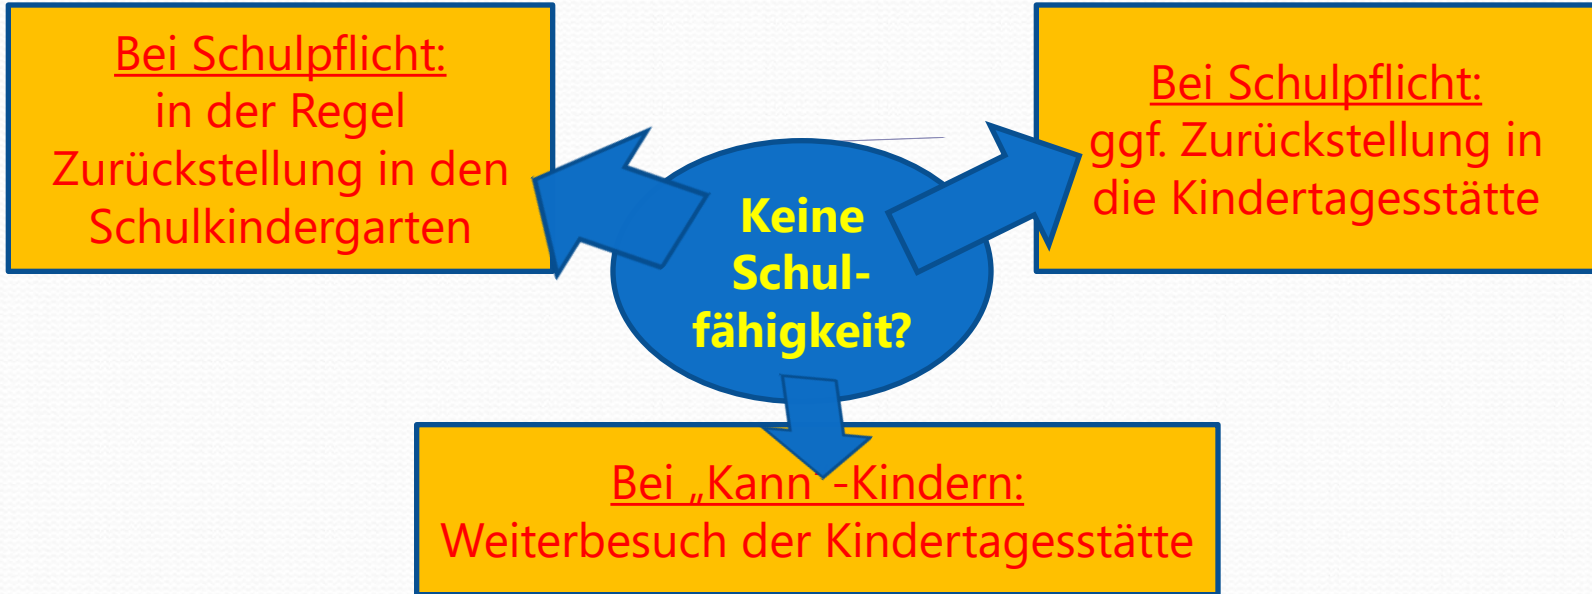 Bei Schulpflicht:
in der Regel
Zurückstellung in den
Schulkindergarten
Bei Schulpflicht:
ggf. Zurückstellung in
die Kindertagesstätte
Keine
Schul-
fähigkeit?
Bei „Kann“-Kindern:
Weiterbesuch der Kindertagesstätte